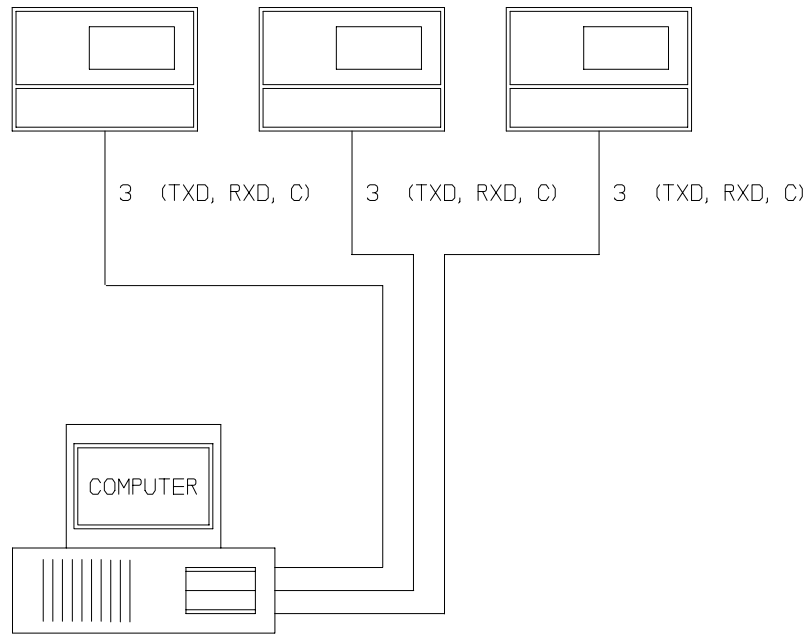 3 (TXD, RXD, C) 3 (TXD, RXD, C) 3 (TXD, RXD, C)
COMPUTER